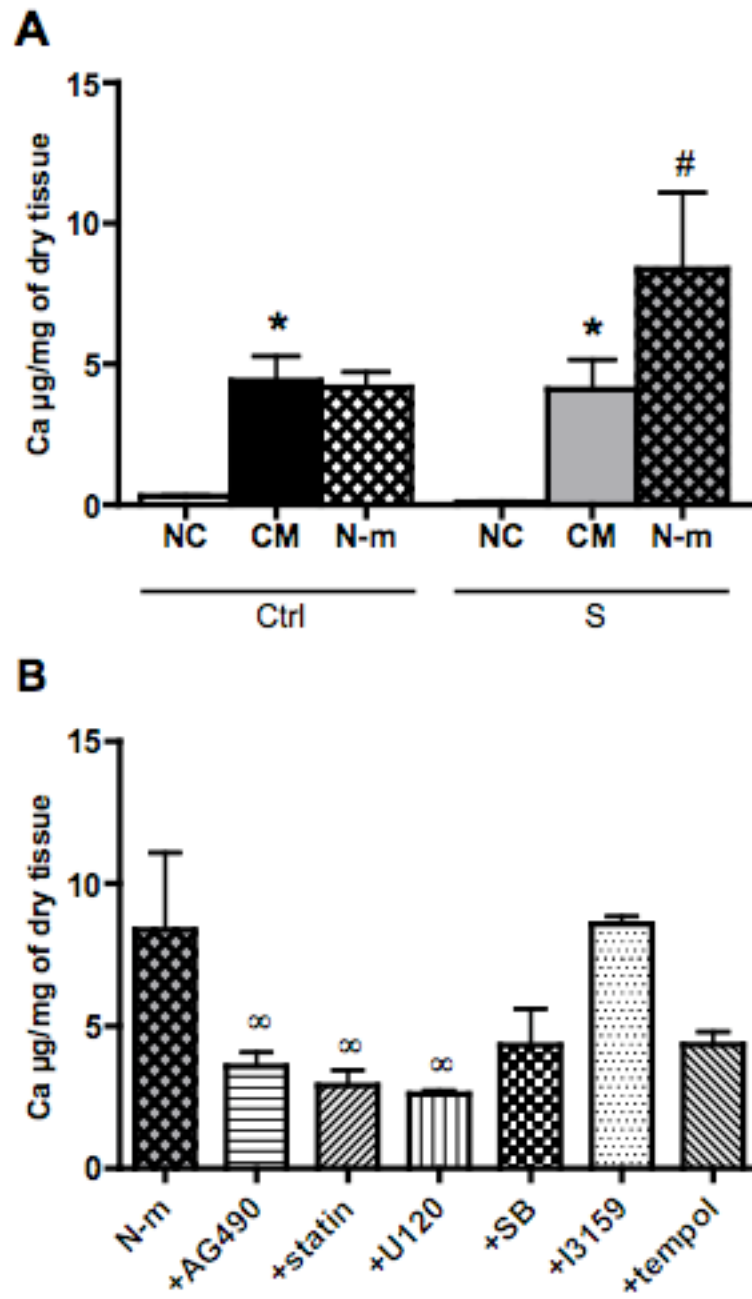 A
Ca µg/mg of dry tissue
15
10
5
0
*
*
#
NC CM N-m NC CM N-m
Ctrl S
B
Ca µg/mg of dry tissue
15
10
5
0
∞ ∞ ∞
N-m +AG490 +statin +U120 +SB +I3159 +tempol